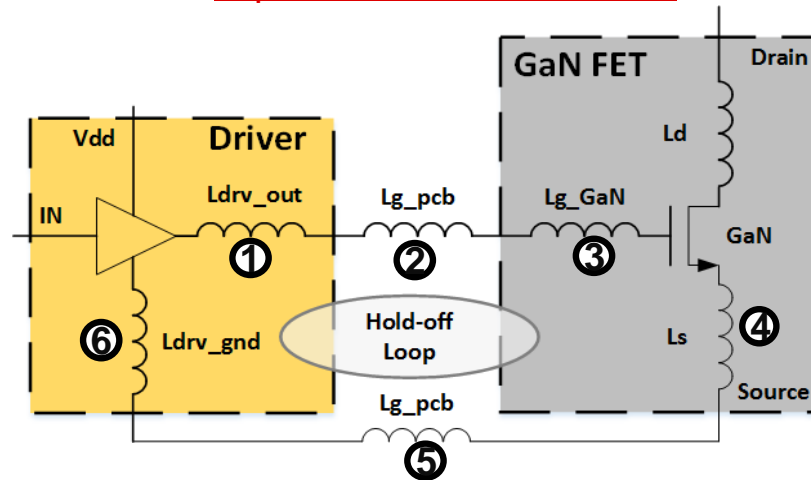 GaN FET
Drain
Driver
Vdd
Ld
Ldrv_out
Lg_pcb
Lg_GaN
IN
GaN
1
2
3
Hold-off
Loop
6
Ldrv_gnd
Ls
4
Source
Lg_pcb
5